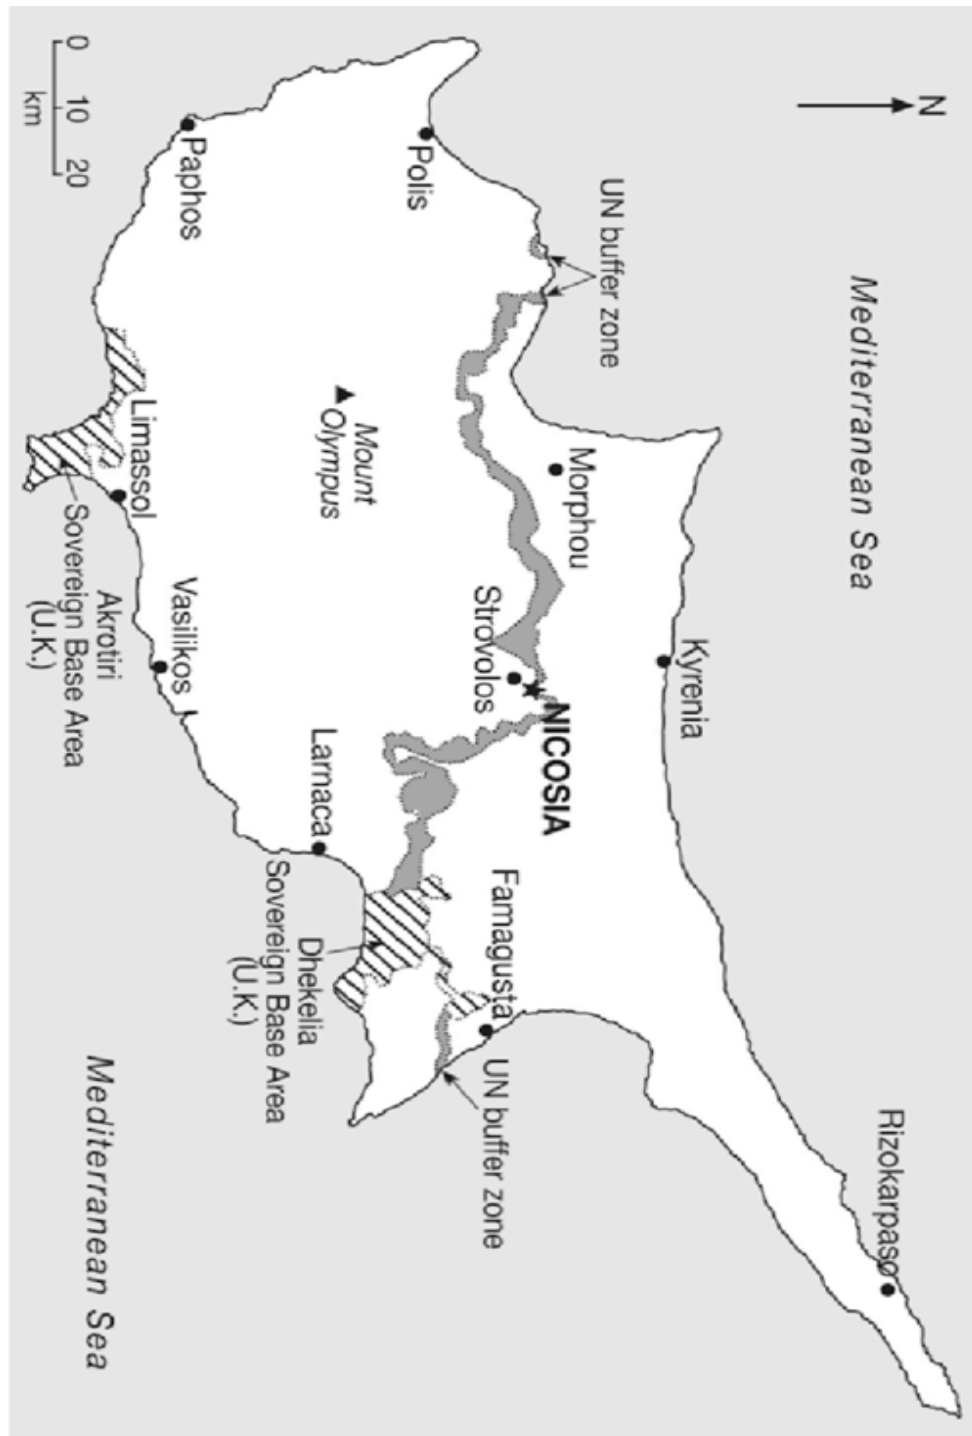 N
Mediterranean Sea
Rizokarpaso
Kyrenia
UN buffer zone
Morphou
NICOSIA
Strovolos
Famagusta
UN buffer zone
Polis
Mount
Olympus
Larnaca
Dhekelia
Sovereign Base Area
(U.K.)
Paphos
Vasilikos
Limassol
Akrotiri
Sovereign Base Area
(U.K.)
Mediterranean Sea
0 10 20
km